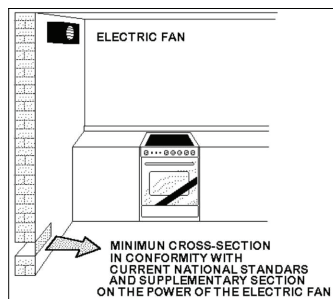 ELECTRIC FAN
MINIMUN CROSS-SECTION
IN CONFORMITY WITH
CURRENT NATIONAL STANDARS
AND SUPPLEMENTARY SECTION
ON THE POWER OF THE ELECTRIC FAN